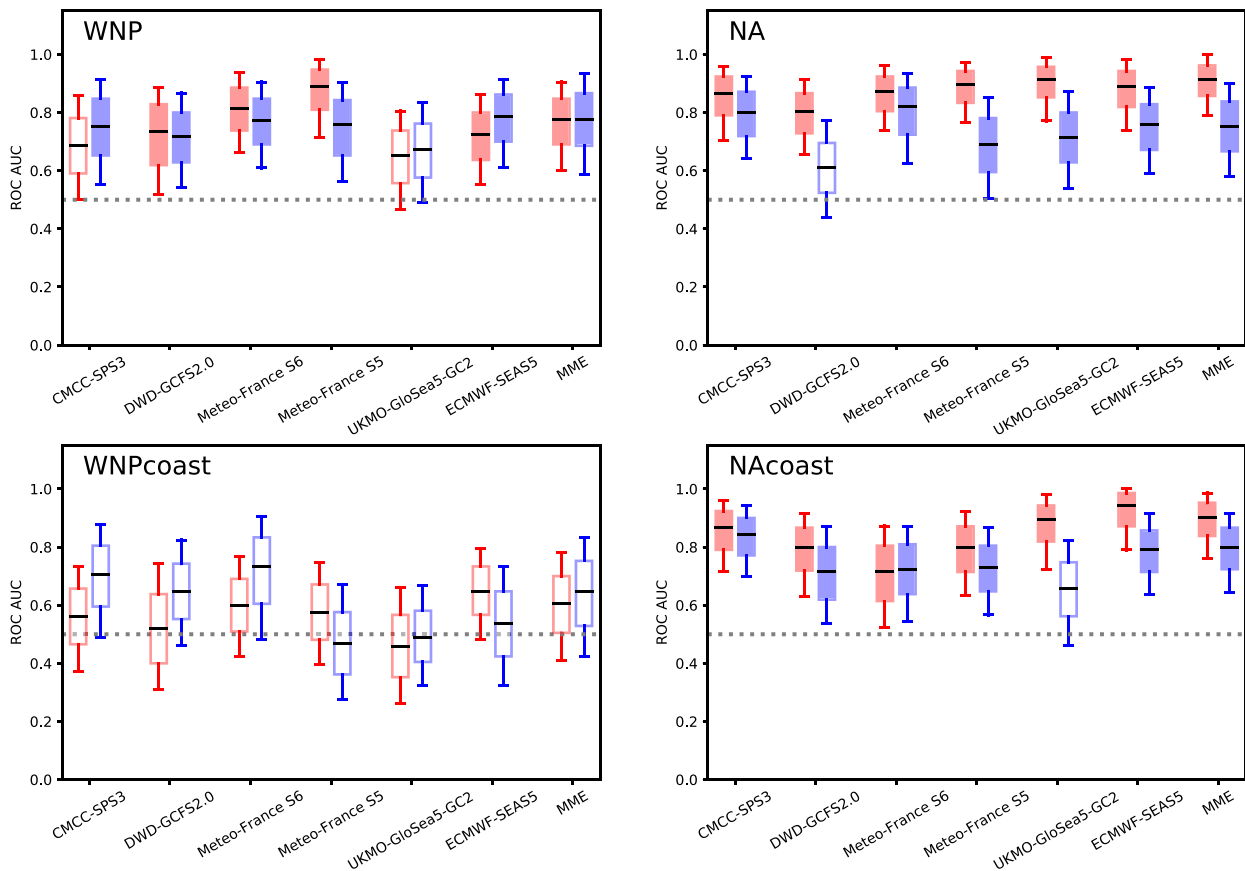 WNP
ROC AUC
1.0
0.8
0.6
0.4
0.2
0.0
CMCC-SPS3
DWD-GCFS2.0
Meteo-France S6
Meteo-France S5
UKMO-GloSea5-GC2
ECMWF-SEAS5
MME
NA
ROC AUC
1.0
0.8
0.6
0.4
0.2
0.0
CMCC-SPS3
DWD-GCFS2.0
Meteo-France S6
Meteo-France S5
UKMO-GloSea5-GC2
ECMWF-SEAS5
MME
WNPcoast
ROC AUC
1.0
0.8
0.6
0.4
0.2
0.0
CMCC-SPS3
DWD-GCFS2.0
Meteo-France S6
Meteo-France S5
UKMO-GloSea5-GC2
ECMWF-SEAS5
MME
NAcoast
ROC AUC
1.0
0.8
0.6
0.4
0.2
0.0
CMCC-SPS3
DWD-GCFS2.0
Meteo-France S6
Meteo-France S5
UKMO-GloSea5-GC2
ECMWF-SEAS5
MME